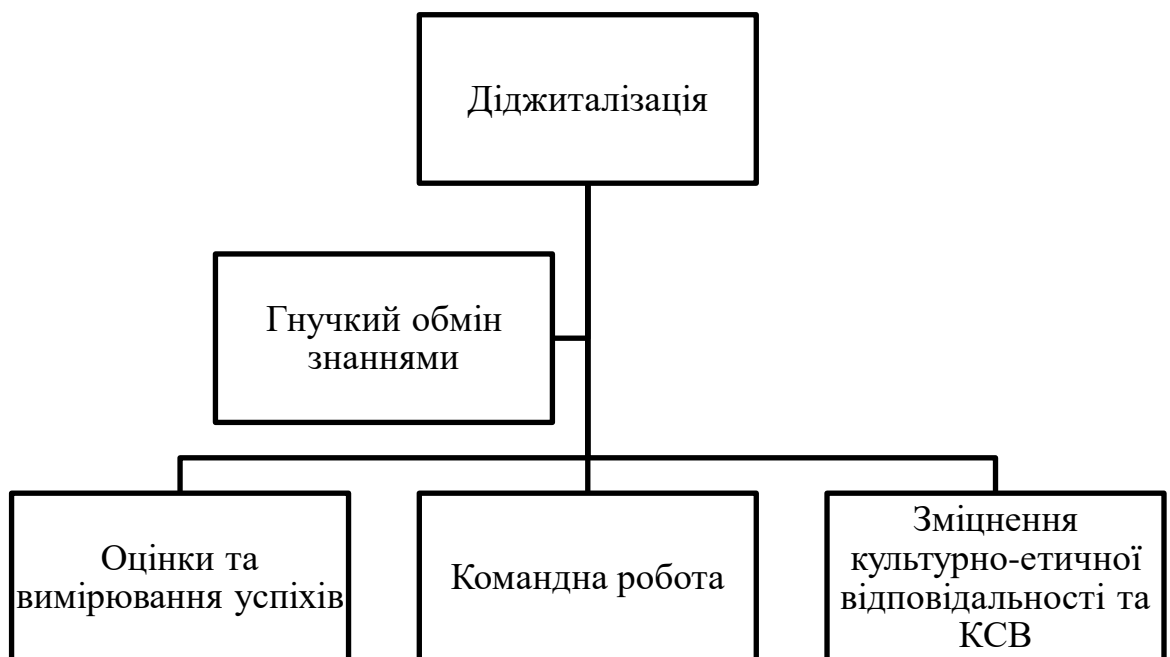 Діджиталізація
Гнучкий обмін
знаннями
Оцінки та
вимірювання успіхів
Командна робота
Зміцнення
культурно-етичної
відповідальності та
КСВ